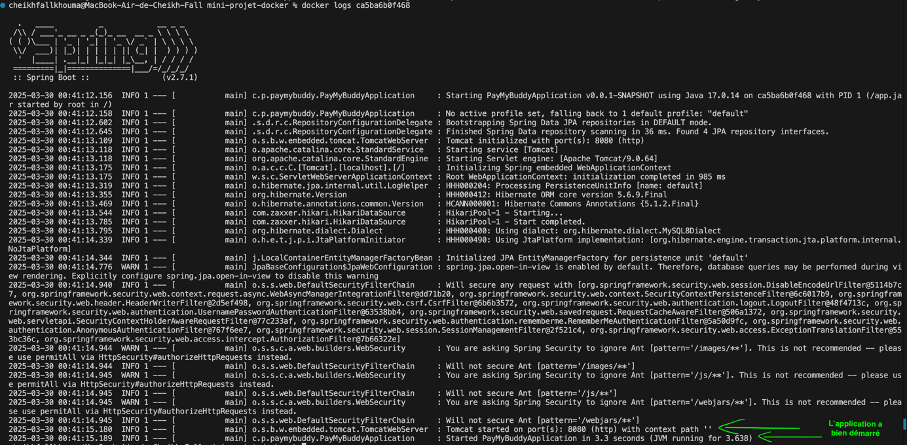 cheikhfallkhouma@MacBook-Air-de-Cheikh-Fall mini-projet-docker % docker logs ca5ba6b0f468
:: Spring Boot :: (v2.7.1)
2025-03-30 00:41:12.156 INFO 1 --- [ main] c.p.paymybuddy.PayMyBuddyApplication : Starting PayMyBuddyApplication v0.0.1-SNAPSHOT using Java 17.0.14 on ca5ba6b0f468 with PID 1 (/app.ja
r started by root in /)
2025-03-30 00:41:12.158 INFO 1 --- [ main] c.p.paymybuddy.PayMyBuddyApplication : No active profile set, falling back to 1 default profile: "default"
2025-03-30 00:41:12.602 INFO 1 --- [ main] .s.d.r.c.RepositoryConfigurationDelegate : Bootstrapping Spring Data JPA repositories in DEFAULT mode.
2025-03-30 00:41:12.645 INFO 1 --- [ main] .s.d.r.c.RepositoryConfigurationDelegate : Finished Spring Data repository scanning in 36 ms. Found 4 JPA repository interfaces.
2025-03-30 00:41:13.109 INFO 1 --- [ main] o.s.b.w.embedded.tomcat.TomcatWebServer : Tomcat initialized with port(s): 8080 (http)
2025-03-30 00:41:13.118 INFO 1 --- [ main] o.apache.catalina.core.StandardService : Starting service [Tomcat]
2025-03-30 00:41:13.118 INFO 1 --- [ main] org.apache.catalina.core.StandardEngine : Starting Servlet engine: [Apache Tomcat/9.0.64]
2025-03-30 00:41:13.175 INFO 1 --- [ main] o.a.c.c.C.[Tomcat].[localhost].[/] : Initializing Spring embedded WebApplicationContext
2025-03-30 00:41:13.175 INFO 1 --- [ main] w.s.c.ServletWebServerApplicationContext : Root WebApplicationContext: initialization completed in 985 ms
2025-03-30 00:41:13.319 INFO 1 --- [ main] o.hibernate.jpa.internal.util.LogHelper : HHH000204: Processing PersistenceUnitInfo [name: default]
2025-03-30 00:41:13.355 INFO 1 --- [ main] org.hibernate.Version : HHH000412: Hibernate ORM core version 5.6.9.Final
2025-03-30 00:41:13.469 INFO 1 --- [ main] o.hibernate.annotations.common.Version : HCANN000001: Hibernate Commons Annotations {5.1.2.Final}
2025-03-30 00:41:13.544 INFO 1 --- [ main] com.zaxxer.hikari.HikariDataSource : HikariPool-1 - Starting...
2025-03-30 00:41:13.785 INFO 1 --- [ main] com.zaxxer.hikari.HikariDataSource : HikariPool-1 - Start completed.
2025-03-30 00:41:13.795 INFO 1 --- [ main] org.hibernate.dialect.Dialect : HHH000400: Using dialect: org.hibernate.dialect.MySQL8Dialect
2025-03-30 00:41:14.339 INFO 1 --- [ main] o.h.e.t.j.p.i.JtaPlatformInitiator : HHH000490: Using JtaPlatform implementation: [org.hibernate.engine.transaction.jta.platform.internal.
NoJtaPlatform]
2025-03-30 00:41:14.344 INFO 1 --- [ main] j.LocalContainerEntityManagerFactoryBean : Initialized JPA EntityManagerFactory for persistence unit 'default'
2025-03-30 00:41:14.776 WARN 1 --- [ main] JpaBaseConfiguration$JpaWebConfiguration : spring.jpa.open-in-view is enabled by default. Therefore, database queries may be performed during v
iew rendering. Explicitly configure spring.jpa.open-in-view to disable this warning
2025-03-30 00:41:14.940 INFO 1 --- [ main] o.s.s.web.DefaultSecurityFilterChain : Will secure any request with [org.springframework.security.web.session.DisableEncodeUrlFilter@5114b7c
7, org.springframework.security.web.context.request.async.WebAsyncManagerIntegrationFilter@dd71b20, org.springframework.security.web.context.SecurityContextPersistenceFilter@6c6017b9, org.springfram
ework.security.web.header.HeaderWriterFilter@2d5ef498, org.springframework.security.web.csrf.CsrfFilter@6b6b3572, org.springframework.security.web.authentication.logout.LogoutFilter@48f4713c, org.sp
ringframework.security.web.authentication.UsernamePasswordAuthenticationFilter@63538bb4, org.springframework.security.web.savedrequest.RequestCacheAwareFilter@506a1372, org.springframework.security.
web.servletapi.SecurityContextHolderAwareRequestFilter@77c233af, org.springframework.security.web.authentication.rememberme.RememberMeAuthenticationFilter@5a50d9fc, org.springframework.security.web.
authentication.AnonymousAuthenticationFilter@767f6ee7, org.springframework.security.web.session.SessionManagementFilter@2f521c4, org.springframework.security.web.access.ExceptionTranslationFilter@55
3bc36c, org.springframework.security.web.access.intercept.AuthorizationFilter@7b66322e]
2025-03-30 00:41:14.944 WARN 1 --- [ main] o.s.s.c.a.web.builders.WebSecurity : You are asking Spring Security to ignore Ant [pattern='/images/**']. This is not recommended -- pleas
e use permitAll via HttpSecurity#authorizeHttpRequests instead.
2025-03-30 00:41:14.944 INFO 1 --- [ main] o.s.s.web.DefaultSecurityFilterChain : Will not secure Ant [pattern='/images/**']
2025-03-30 00:41:14.945 WARN 1 --- [ main] o.s.s.c.a.web.builders.WebSecurity : You are asking Spring Security to ignore Ant [pattern='/js/**']. This is not recommended -- please us
e permitAll via HttpSecurity#authorizeHttpRequests instead.
2025-03-30 00:41:14.945 INFO 1 --- [ main] o.s.s.web.DefaultSecurityFilterChain : Will not secure Ant [pattern='/js/**']
2025-03-30 00:41:14.945 WARN 1 --- [ main] o.s.s.c.a.web.builders.WebSecurity : You are asking Spring Security to ignore Ant [pattern='/webjars/**']. This is not recommended -- plea
se use permitAll via HttpSecurity#authorizeHttpRequests instead.
2025-03-30 00:41:14.945 INFO 1 --- [ main] o.s.s.web.DefaultSecurityFilterChain : Will not secure Ant [pattern='/webjars/**']
2025-03-30 00:41:15.180 INFO 1 --- [ main] o.s.b.w.embedded.tomcat.TomcatWebServer : Tomcat started on port(s): 8080 (http) with context path ''
2025-03-30 00:41:15.189 INFO 1 --- [ main] c.p.paymybuddy.PayMyBuddyApplication : Started PayMyBuddyApplication in 3.3 seconds (JVM running for 3.638)
L'application a
bien démarré